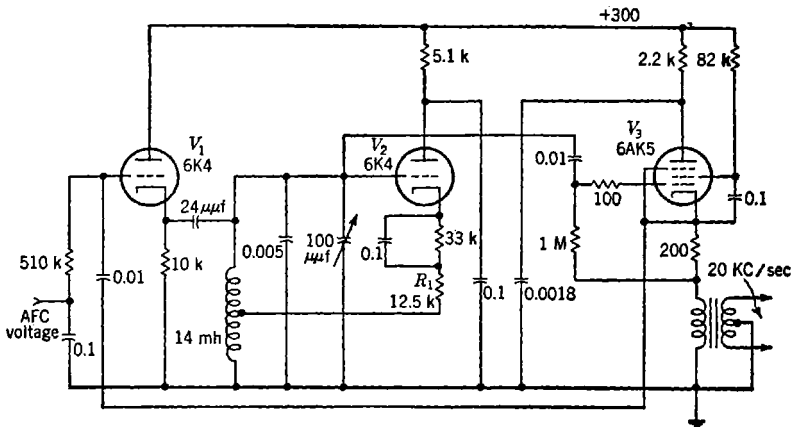 +300
5.1 k
2.2 k
82 k
V1
6K4
V2
6K4
V3
6AK5
0.01
24 μμf
100
0.1
510 k
0.01
10 k
0.005
100
μμf
0.1
33 k
1 M
200
R1
12.5 k
0.1
0.0018
20 KC/sec
AFC
voltage
0.1
14 mh